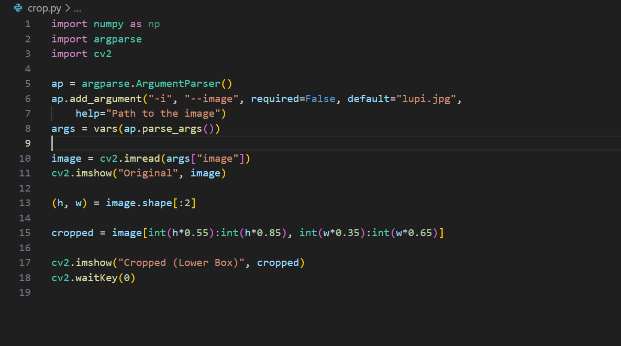 crop.py > ...
1 import numpy as np
2 import argparse
3 import cv2
4
5 ap = argparse.ArgumentParser()
6 ap.add_argument("-i", "--image", required=False, default="lupi.jpg",
7     help="Path to the image")
8 args = vars(ap.parse_args())
9
10 image = cv2.imread(args["image"])
11 cv2.imshow("Original", image)
12
13 (h, w) = image.shape[:2]
14
15 cropped = image[int(h*0.55):int(h*0.85), int(w*0.35):int(w*0.65)]
16
17 cv2.imshow("Cropped (Lower Box)", cropped)
18 cv2.waitKey(0)
19